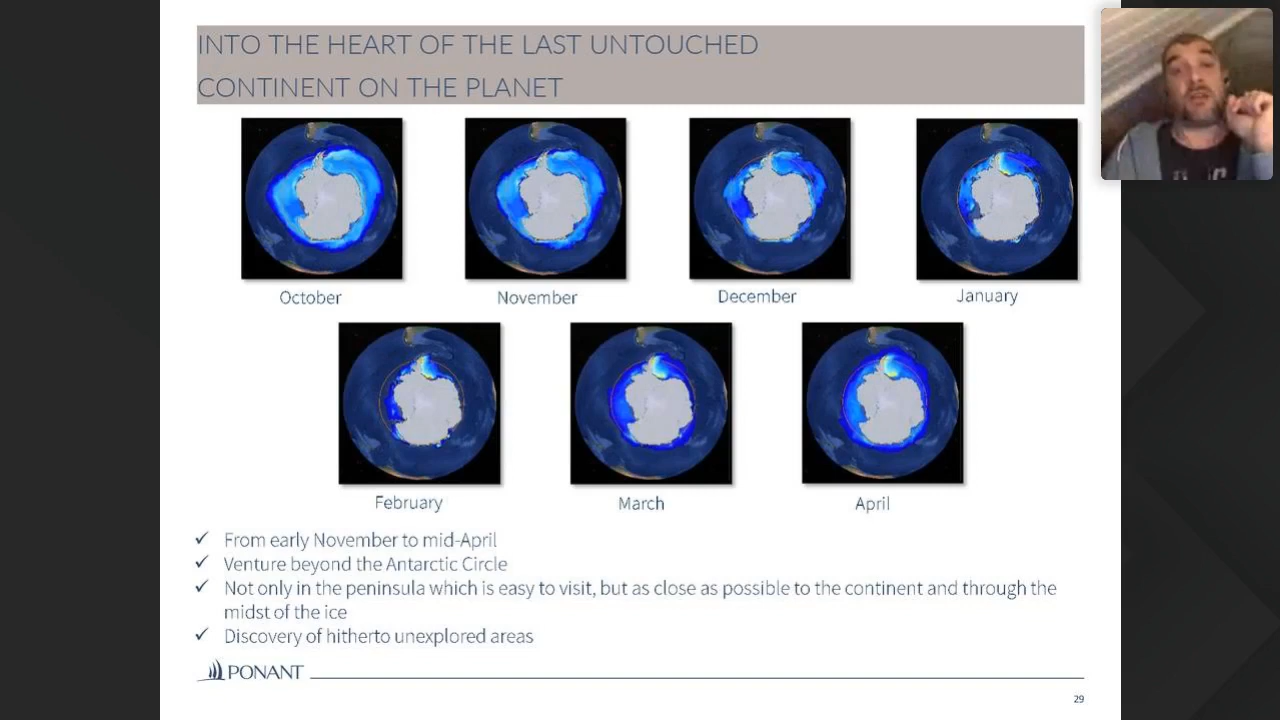 INTO THE HEART OF THE LAST UNTOUCHED
CONTINENT ON THE PLANET
October
November
December
January
February
March
April
✓ From early November to mid-April
✓ Venture beyond the Antarctic Circle
✓ Not only in the peninsula which is easy to visit, but as close as possible to the continent and through the
midst of the ice
✓ Discovery of hitherto unexplored areas
PONANT
29